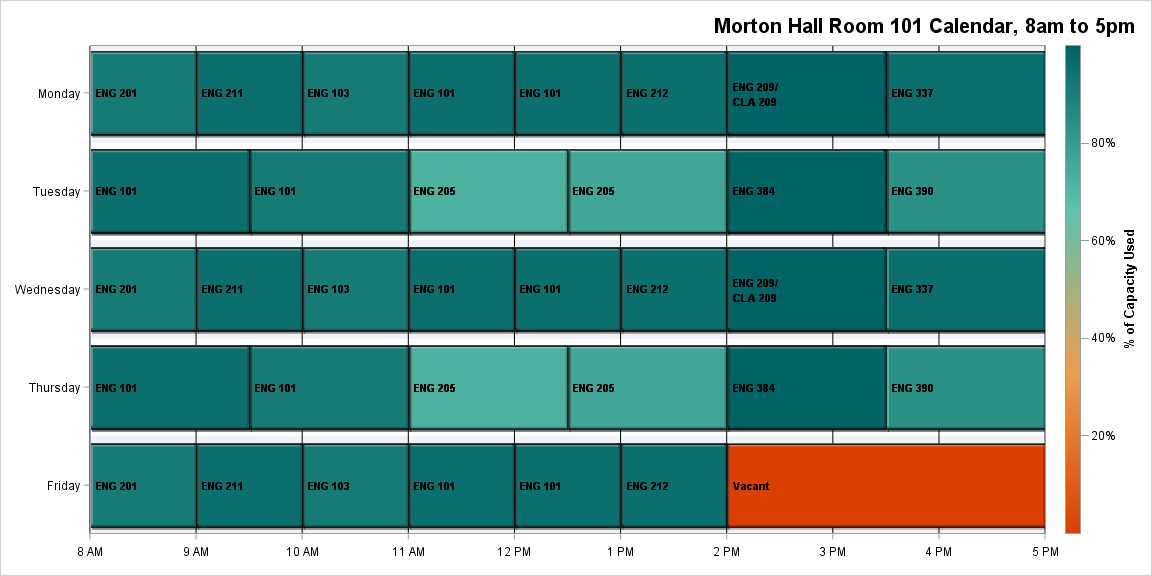 Morton Hall Room 101 Calendar, 8am to 5pm
Monday
ENG 201
ENG 211
ENG 103
ENG 101
ENG 101
ENG 212
ENG 209/
CLA 209
ENG 337
Tuesday
ENG 101
ENG 101
ENG 205
ENG 205
ENG 384
ENG 390
Wednesday
ENG 201
ENG 211
ENG 103
ENG 101
ENG 101
ENG 212
ENG 209/
CLA 209
ENG 337
Thursday
ENG 101
ENG 101
ENG 205
ENG 205
ENG 384
ENG 390
Friday
ENG 201
ENG 211
ENG 103
ENG 101
ENG 101
ENG 212
Vacant
8 AM
9 AM
10 AM
11 AM
12 PM
1 PM
2 PM
3 PM
4 PM
5 PM
80%
60%
40%
20%
% of Capacity Used